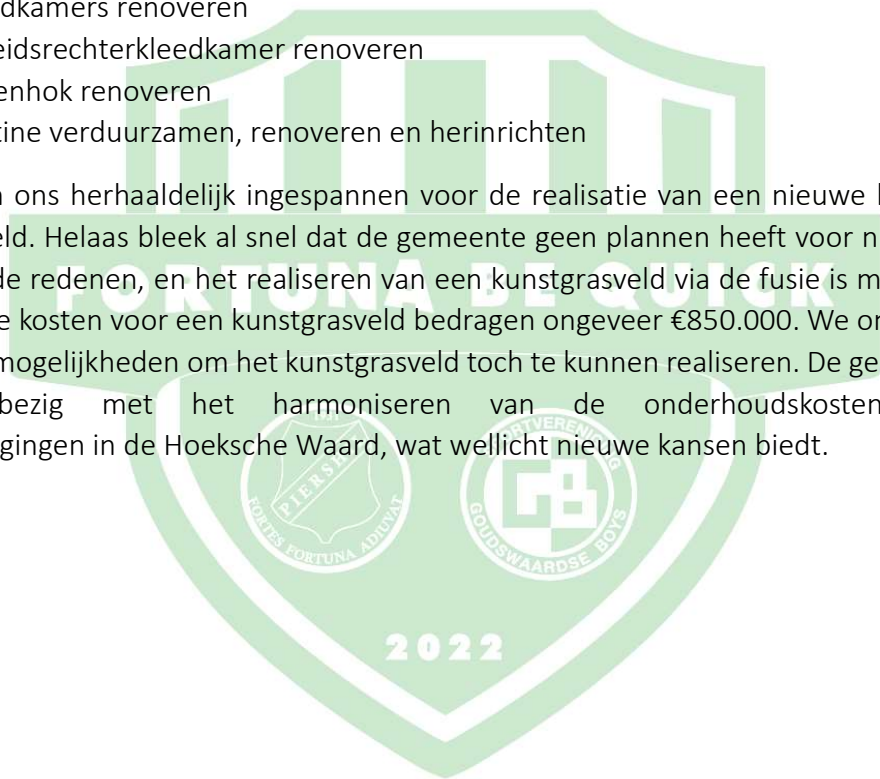 dkamers renoveren
eidsrechterkleedkamer renoveren
enhok renoveren
tine verduurzamen, renoveren en herinrichten
ons herhaaldelijk ingespannen voor de realisatie van een nieuwe
eld. Helaas bleek al snel dat de gemeente geen plannen heeft voor n
de redenen, en het realiseren van een kunstgrasveld via de fusie is m
FORTUNA BE QUICK
e kosten voor een kunstgrasveld bedragen ongeveer €850.000. We on
mogelijkheden om het kunstgrasveld toch te kunnen realiseren. De ge
bezig met het harmoniseren van de onderhoudskosten
gingen in de Hoeksche Waard, wat wellicht nieuwe kansen biedt.
PIERSH
FORTES FORTUNA ADIUVAT
GB
GOUDSWAARDSE BOYS
2022